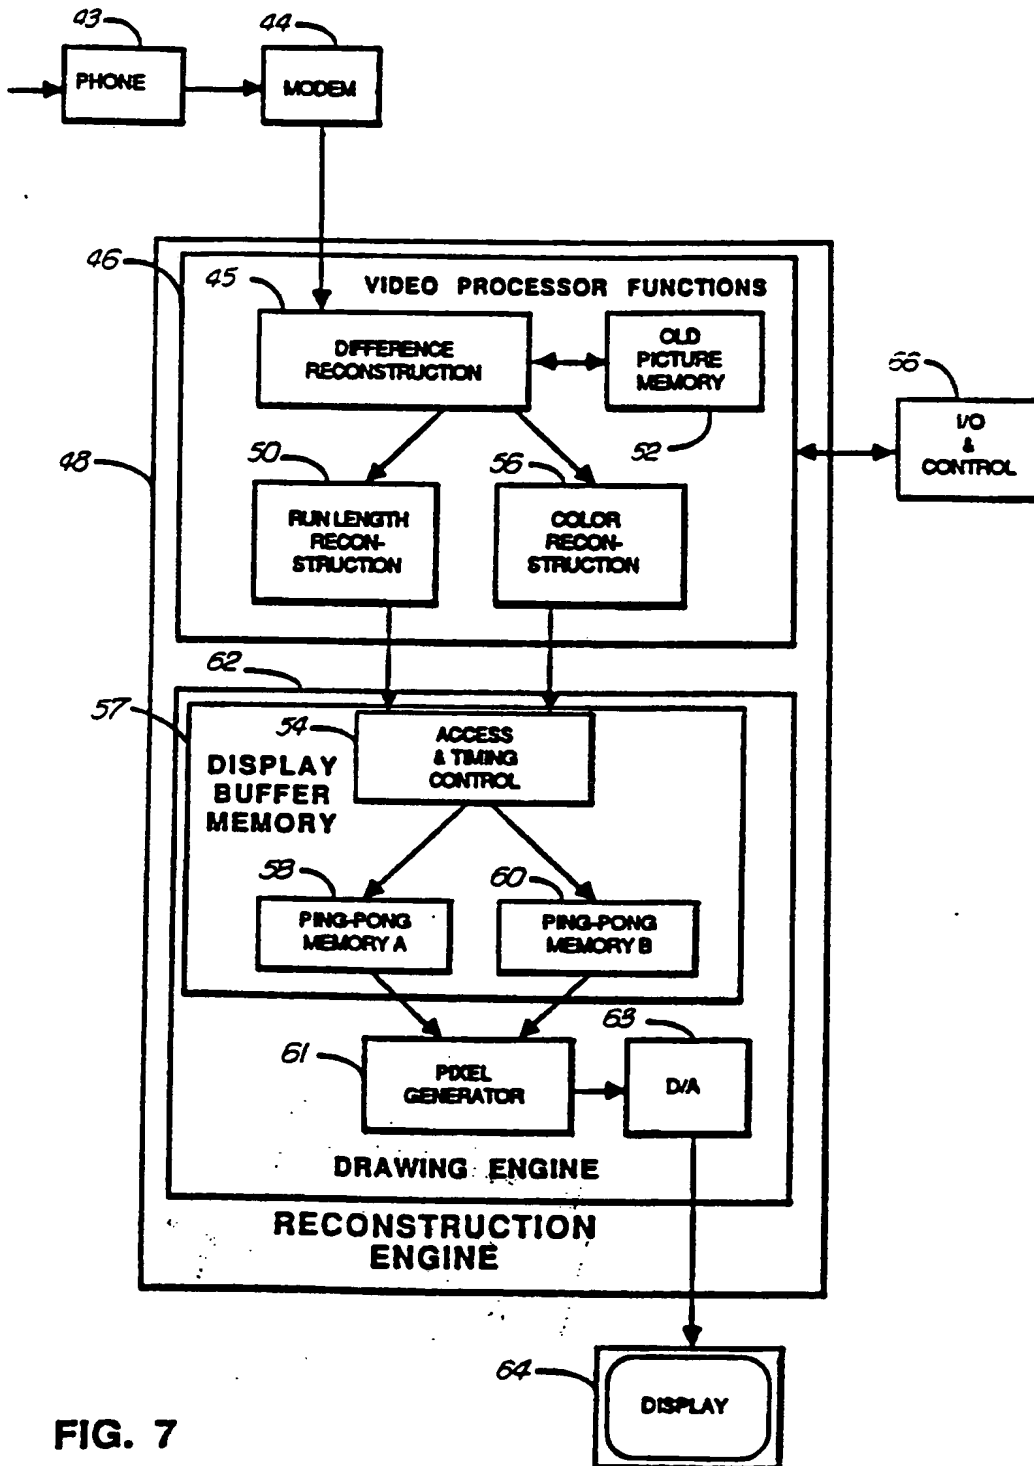 43
44
PHONE
MODEM
46
45
VIDEO PROCESSOR FUNCTIONS
DIFFERENCE
RECONSTRUCTION
OLD
PICTURE
MEMORY
66
I/O
&
CONTROL
48
50
56
52
RUN LENGTH
RECON-
STRUCTION
COLOR
RECON-
STRUCTION
62
57
54
ACCESS
& TIMING
CONTROL
DISPLAY
BUFFER
MEMORY
58
60
PING-PONG
MEMORY A
PING-PONG
MEMORY B
61
63
PIXEL
GENERATOR
D/A
DRAWING ENGINE
RECONSTRUCTION
ENGINE
64
DISPLAY
FIG. 7